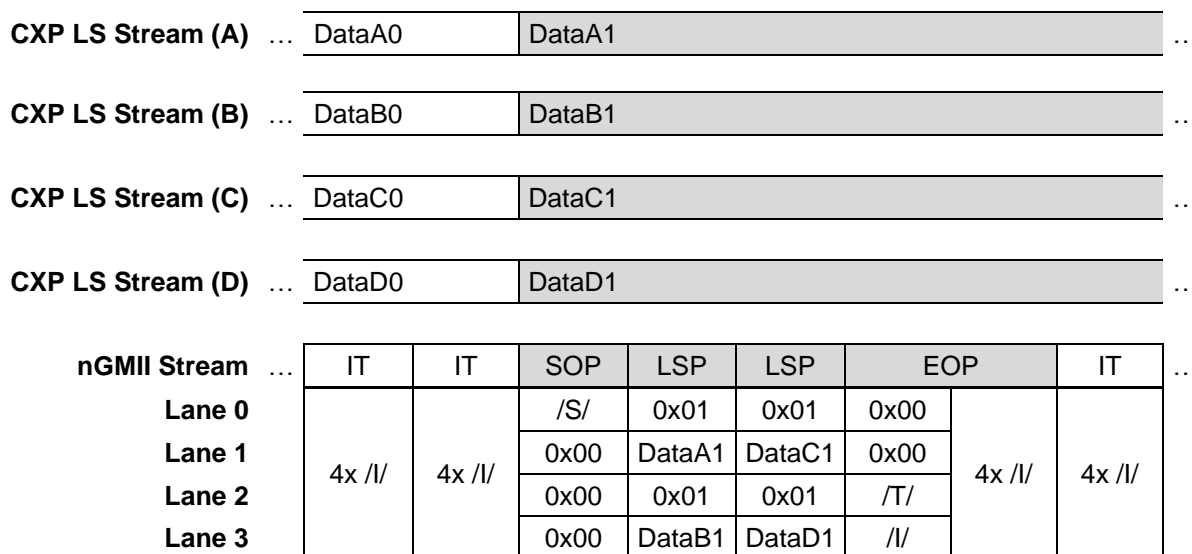 CXP LS Stream (A) … DataA0 DataA1 ..
CXP LS Stream (B) … DataB0 DataB1 ..
CXP LS Stream (C) … DataC0 DataC1 ..
CXP LS Stream (D) … DataD0 DataD1 ..
nGMII Stream … IT IT SOP LSP LSP EOP IT ..
Lane 0 /S/ 0x01 0x01 0x00
Lane 1 0x00 DataA1 DataC1 0x00
4x /I/ 4x /I/ 4x /I/ 4x /I/
Lane 2 0x00 0x01 0x01 /T/
Lane 3 0x00 DataB1 DataD1 /I/